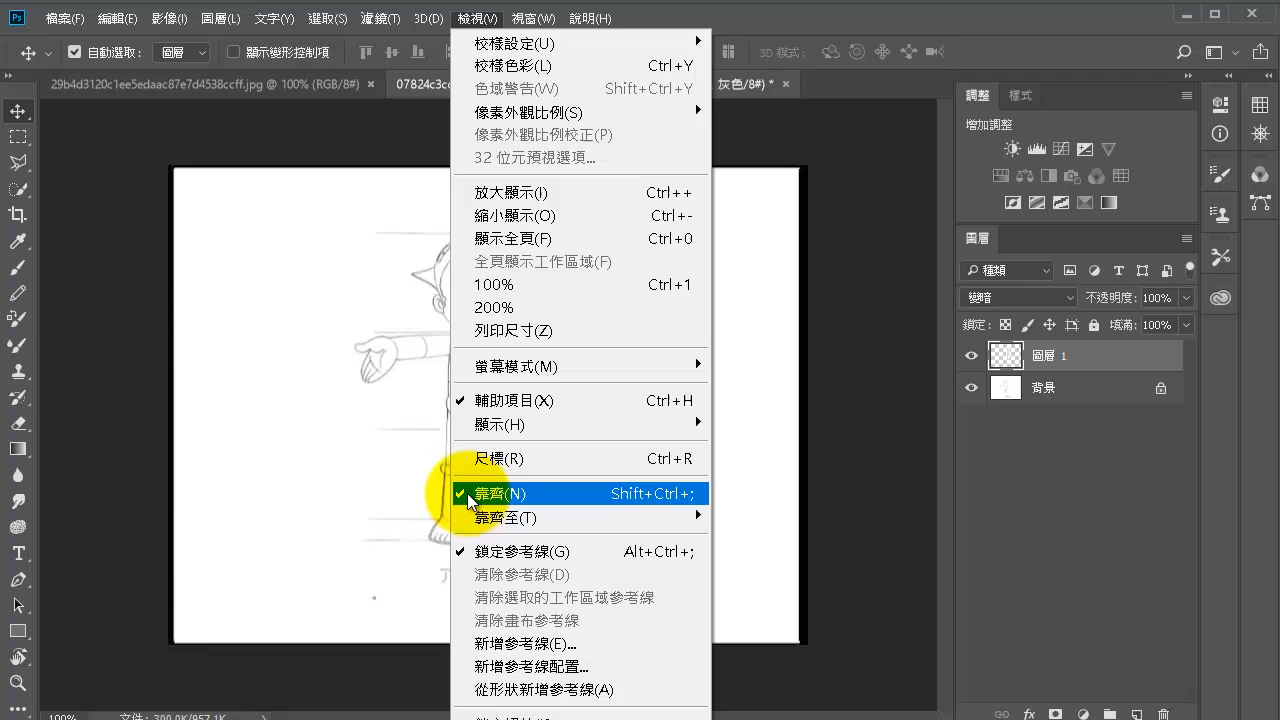 Ps 檔案(F) 編輯(E) 影像(I) 圖層(L) 文字(Y) 選取(S) 濾鏡(T) 3D(D) 檢視(V) 視窗(W) 說明(H)
自動選取: 圖層 顯示變形控制項 3D 模式:
29b4d3120c1ee5edaac87e7d4538ccff.jpg @ 100% (RGB/8#) × 07824c3cc 灰色/8#) * ×
校樣設定(U)
校樣色彩(L) Ctrl+Y
色域警告(W) Shift+Ctrl+Y
像素外觀比例(S)
像素外觀比例校正(P)
32 位元預視選項...
放大顯示(I) Ctrl++
縮小顯示(O) Ctrl+-
顯示全頁(F) Ctrl+0
全頁顯示工作區域(F)
100% Ctrl+1
200%
列印尺寸(Z)
螢幕模式(M)
輔助項目(X) Ctrl+H
顯示(H)
尺標(R) Ctrl+R
靠齊(N) Shift+Ctrl+;
靠齊至(T)
鎖定參考線(G) Alt+Ctrl+;
清除參考線(D)
清除選取的工作區域參考線
清除畫布參考線
新增參考線(E)...
新增參考線配置...
從形狀新增參考線(A)
調整 樣式
增加調整
圖層
種類
變暗 不透明度: 100%
鎖定: 填滿: 100%
圖層 1
背景
100% 文件: 300.0K/957.1K